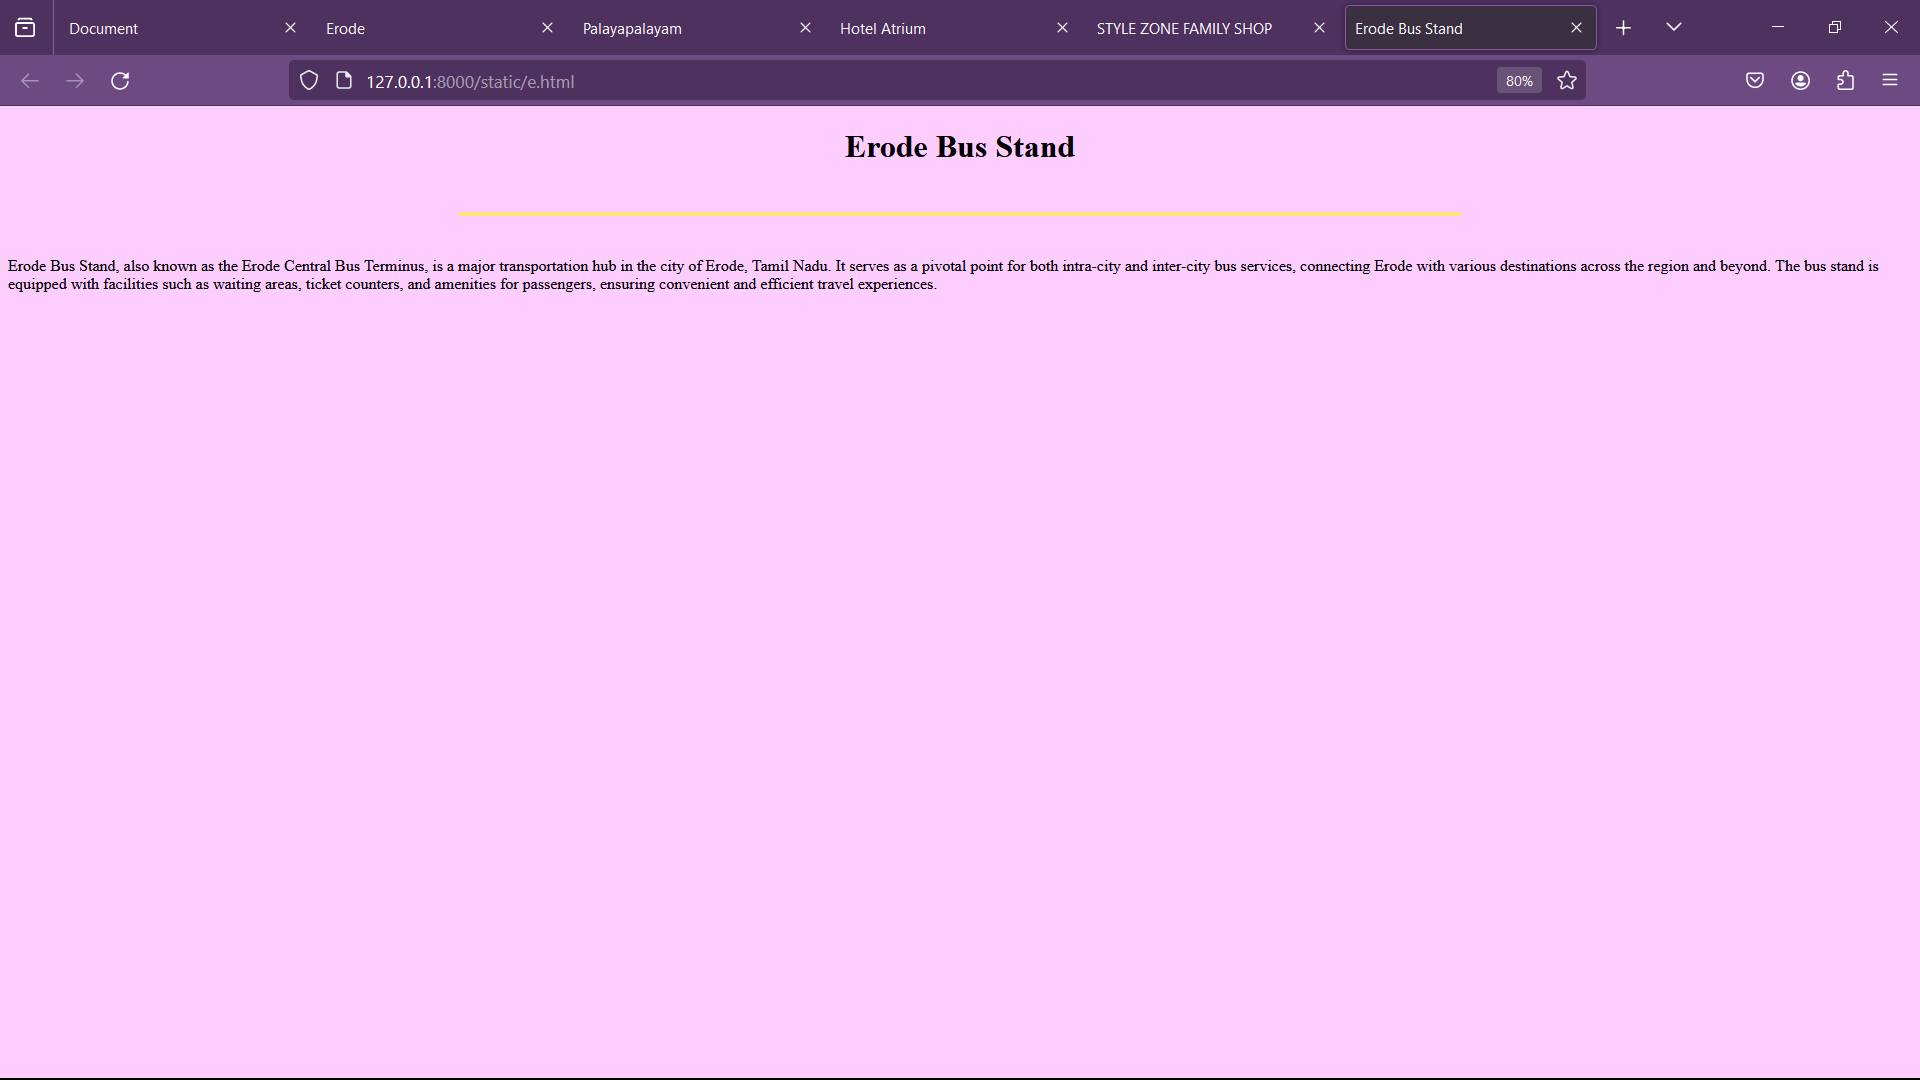 Document
Erode
Palayapalayam
Hotel Atrium
STYLE ZONE FAMILY SHOP
Erode Bus Stand
127.0.0.1:8000/static/e.html
80%
Erode Bus Stand
Erode Bus Stand, also known as the Erode Central Bus Terminus, is a major transportation hub in the city of Erode, Tamil Nadu. It serves as a pivotal point for both intra-city and inter-city bus services, connecting Erode with various destinations across the region and beyond. The bus stand is
equipped with facilities such as waiting areas, ticket counters, and amenities for passengers, ensuring convenient and efficient travel experiences.